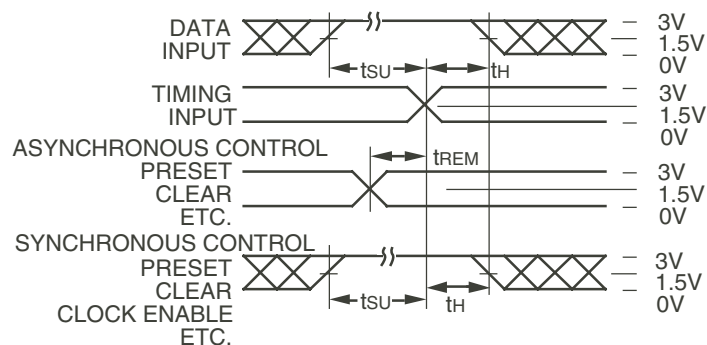 DATA
INPUT
tSU
tH
3V
1.5V
0V
TIMING
INPUT
3V
1.5V
0V
ASYNCHRONOUS CONTROL
PRESET
CLEAR
ETC.
tREM
3V
1.5V
0V
SYNCHRONOUS CONTROL
PRESET
CLEAR
CLOCK ENABLE
ETC.
tSU
tH
3V
1.5V
0V